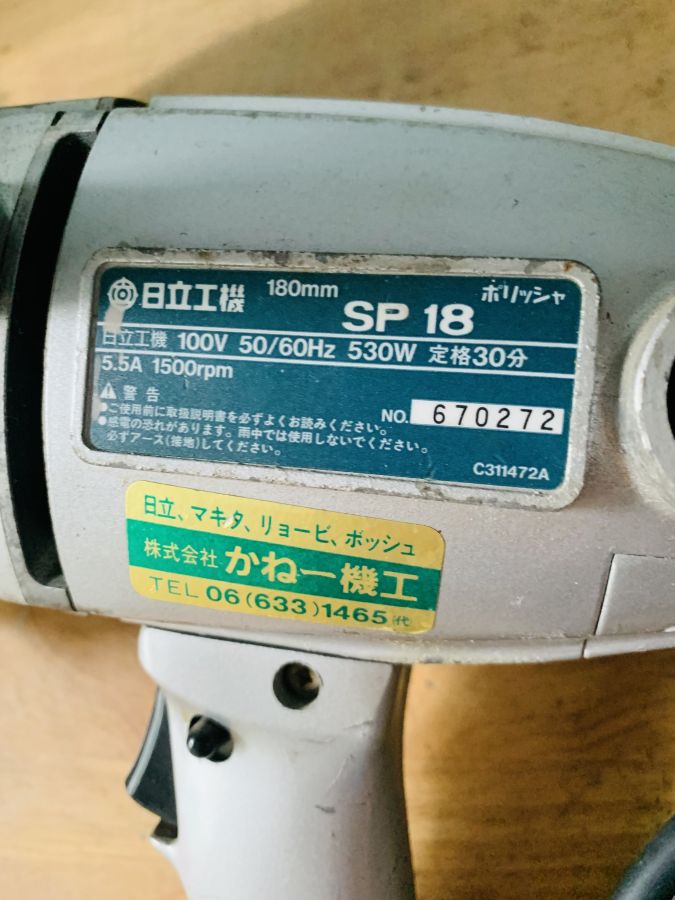 日立工機 180mm SP 18 ポリッシャ
日立工機 100V 50/60Hz 530W 定格30分
5.5A 1500rpm
警告
●ご使用前に取扱説明書を必ずよくお読みください。
●感電の恐れがあります。雨中では使用しないでください。
必ずアース(接地)してください。
NO. 670272
C311472A
日立、マキタ、リョービ、ボッシュ
株式会社 かねー機工
TEL 06(633)1465(代)